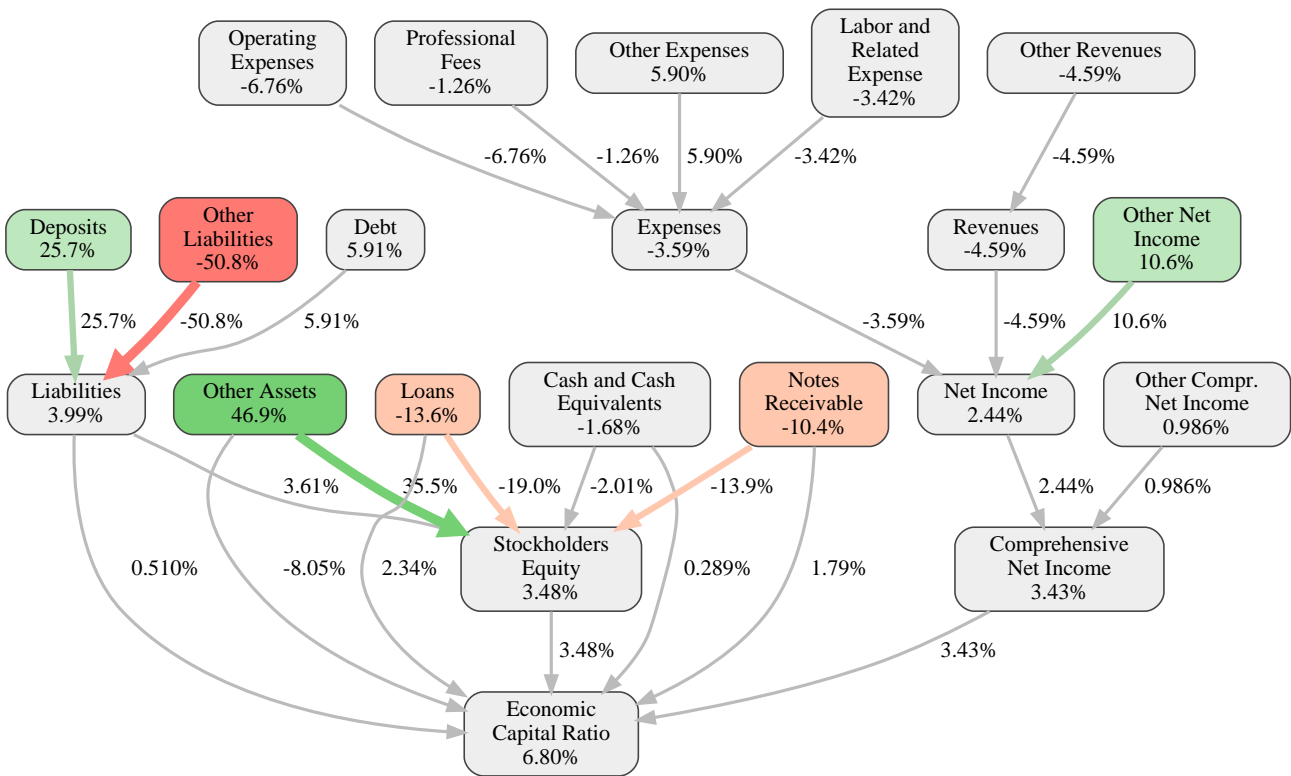 Operating
Expenses
-6.76%
Professional
Fees
-1.26%
Other Expenses
5.90%
Labor and
Related
Expense
-3.42%
Other Revenues
-4.59%
-6.76%
-1.26%
5.90%
-3.42%
-4.59%
Deposits
25.7%
Other
Liabilities
-50.8%
Debt
5.91%
Expenses
-3.59%
Revenues
-4.59%
Other Net
Income
10.6%
25.7%
-50.8%
5.91%
-3.59%
-4.59%
10.6%
Liabilities
3.99%
Other Assets
46.9%
Loans
-13.6%
Cash and Cash
Equivalents
-1.68%
Notes
Receivable
-10.4%
Net Income
2.44%
Other Compr.
Net Income
0.986%
3.61%
35.5%
-19.0%
-2.01%
-13.9%
2.44%
0.986%
Stockholders
Equity
3.48%
Comprehensive
Net Income
3.43%
0.510%
-8.05%
2.34%
0.289%
1.79%
3.48%
3.43%
Economic
Capital Ratio
6.80%